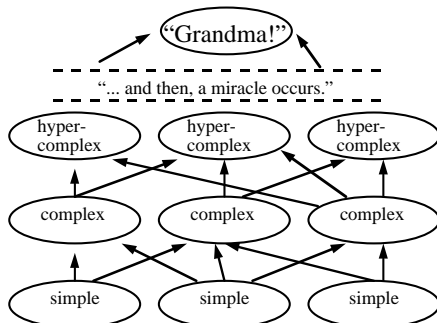 “Grandma!”
“... and then, a miracle occurs.”
hyper-
complex
hyper-
complex
hyper-
complex
complex
complex
complex
simple
simple
simple